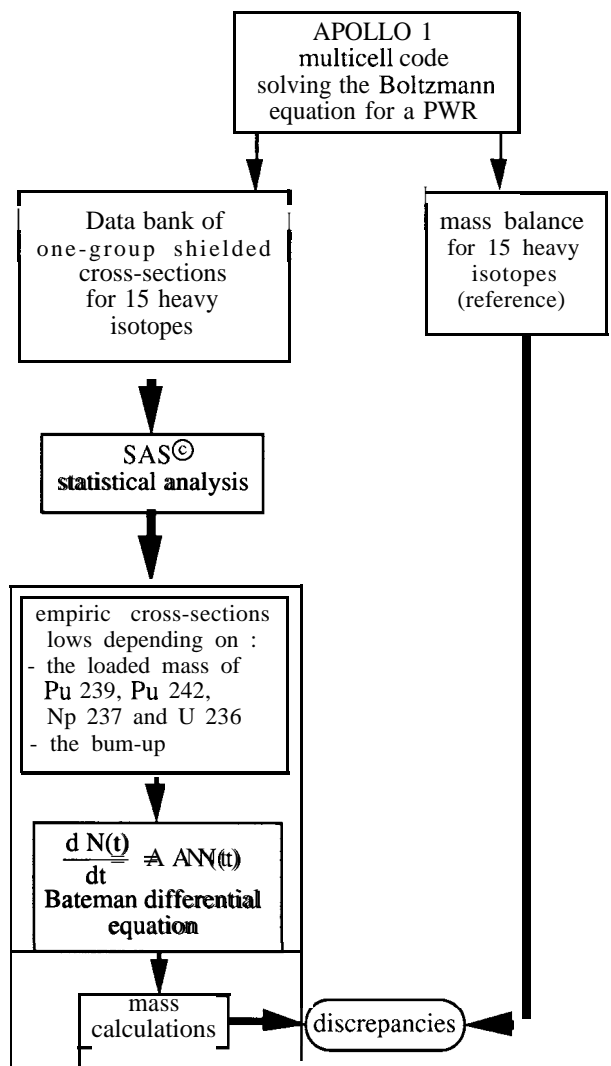 APOLLO 1
multicell code
solving the Boltzmann
equation for a PWR
Data bank of
one-group shielded
cross-sections
for 15 heavy
isotopes
mass balance
for 15 heavy
isotopes
(reference)
SAS©
statistical analysis
empiric cross-sections
lows depending on :
- the loaded mass of
Pu 239, Pu 242,
Np 237 and U 236
- the bum-up
d N(t)
dt
= A N(t)
Bateman differential
equation
mass
calculations
discrepancies